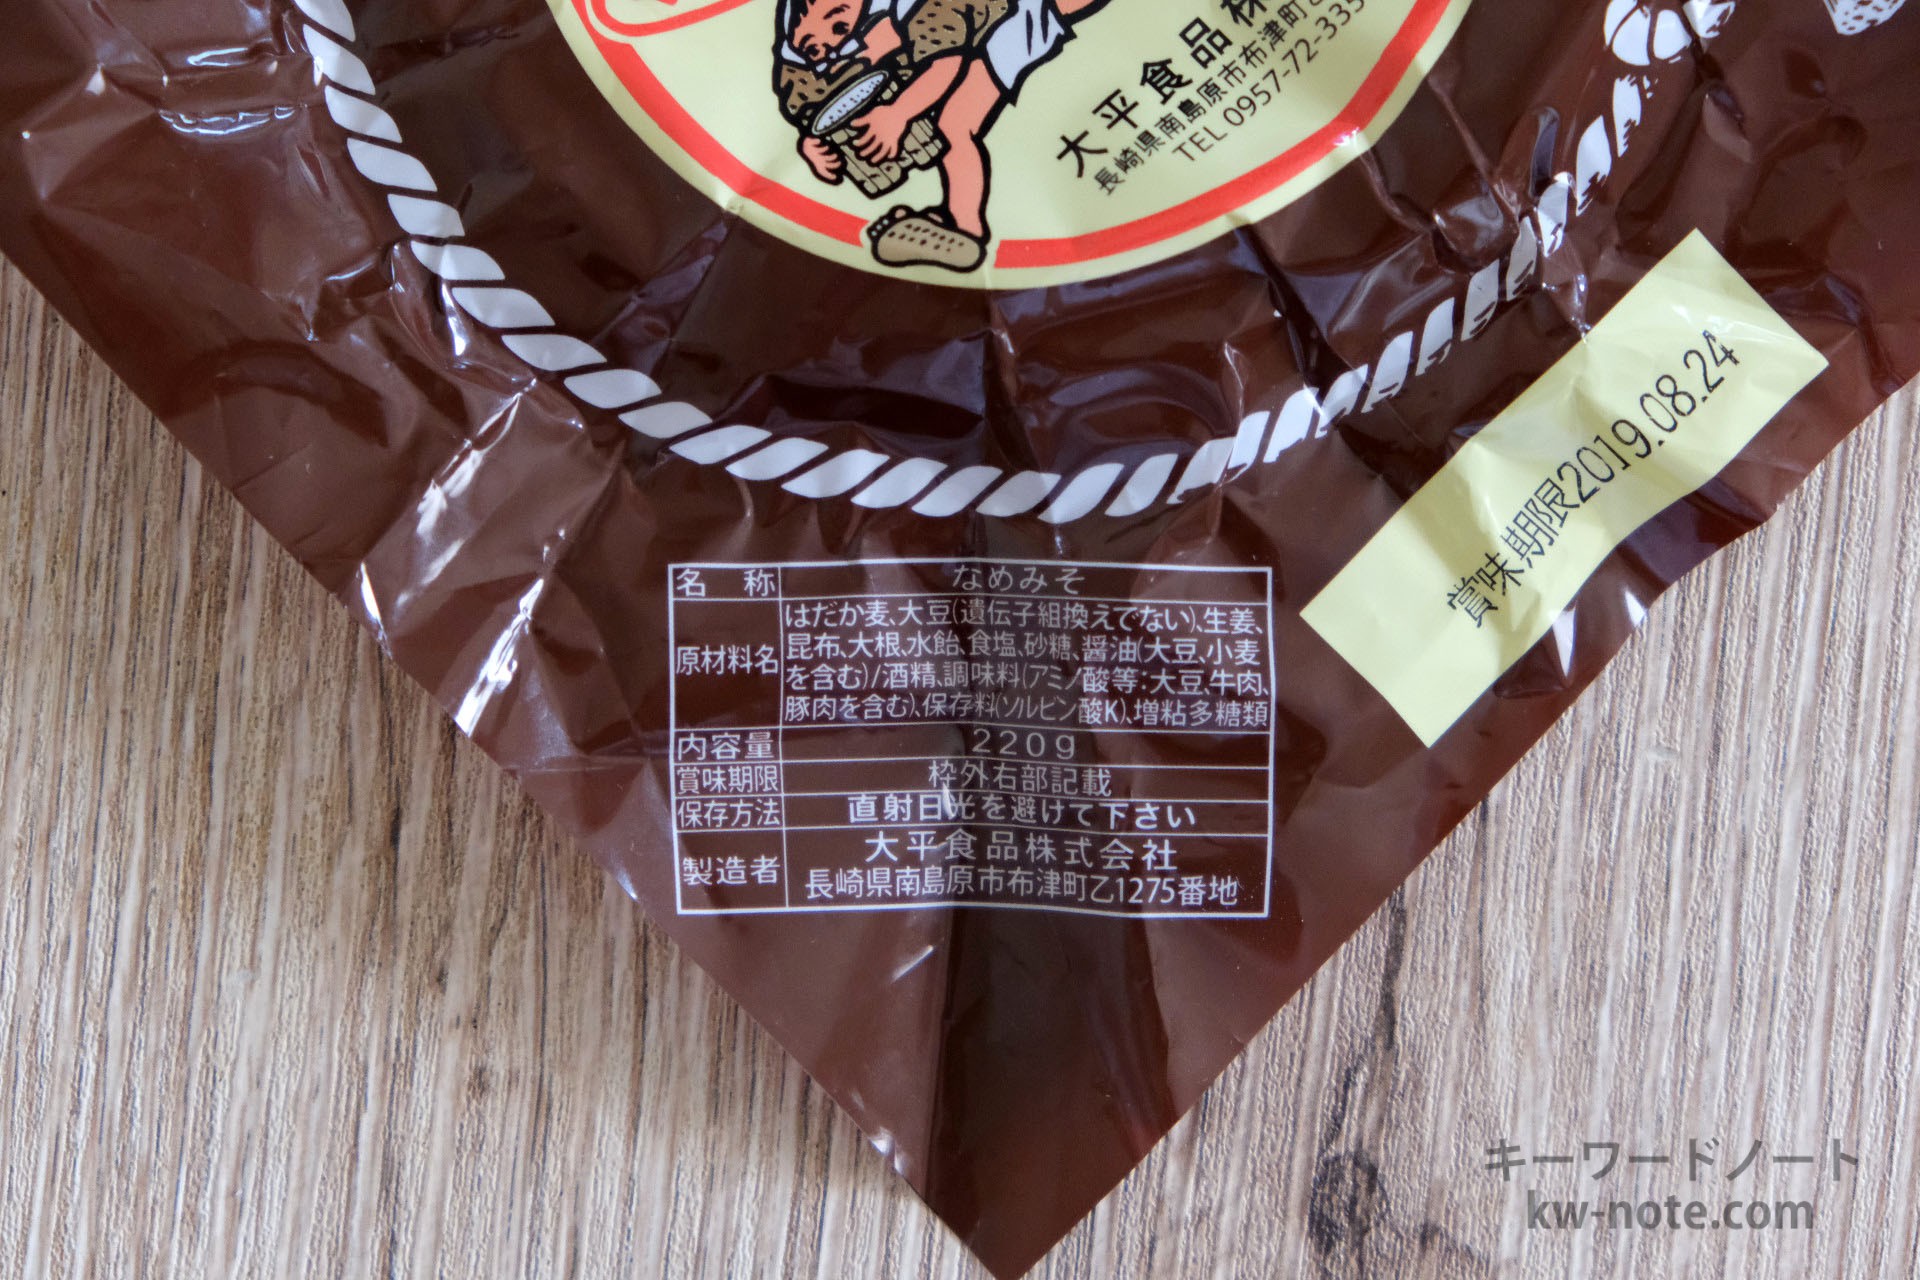 大平食品株
長崎県南島原市布津町
TEL 0957-72-335
賞味期限2019.08.24
名 称 なめみそ
原材料名 はだか麦、大豆(遺伝子組換えでない)、生姜、
昆布、大根、水飴、食塩、砂糖、醤油(大豆、小麦
を含む)/酒精、調味料(アミノ酸等:大豆、牛肉、
豚肉を含む)、保存料(ソルビン酸K)、増粘多糖類
内容量 220g
賞味期限 枠外右部記載
保存方法 直射日光を避けて下さい
製造者 大平食品株式会社
長崎県南島原市布津町乙1275番地
キーワードノート
kw-note.com